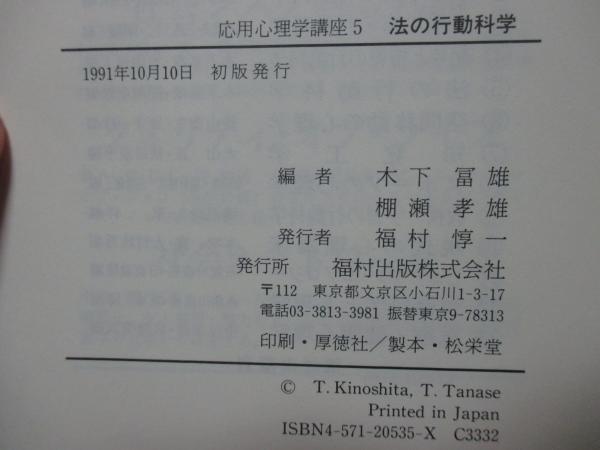 応用心理学講座5 法の行動科学
1991年10月10日 初版発行
編者 木下冨雄
棚瀬孝雄
発行者 福村惇一
発行所 福村出版株式会社
〒112 東京都文京区小石川1-3-17
電話03-3813-3981 振替東京9-78313
印刷・厚徳社／製本・松栄堂
© T. Kinoshita, T. Tanase
Printed in Japan
ISBN4-571-20535-X C3332